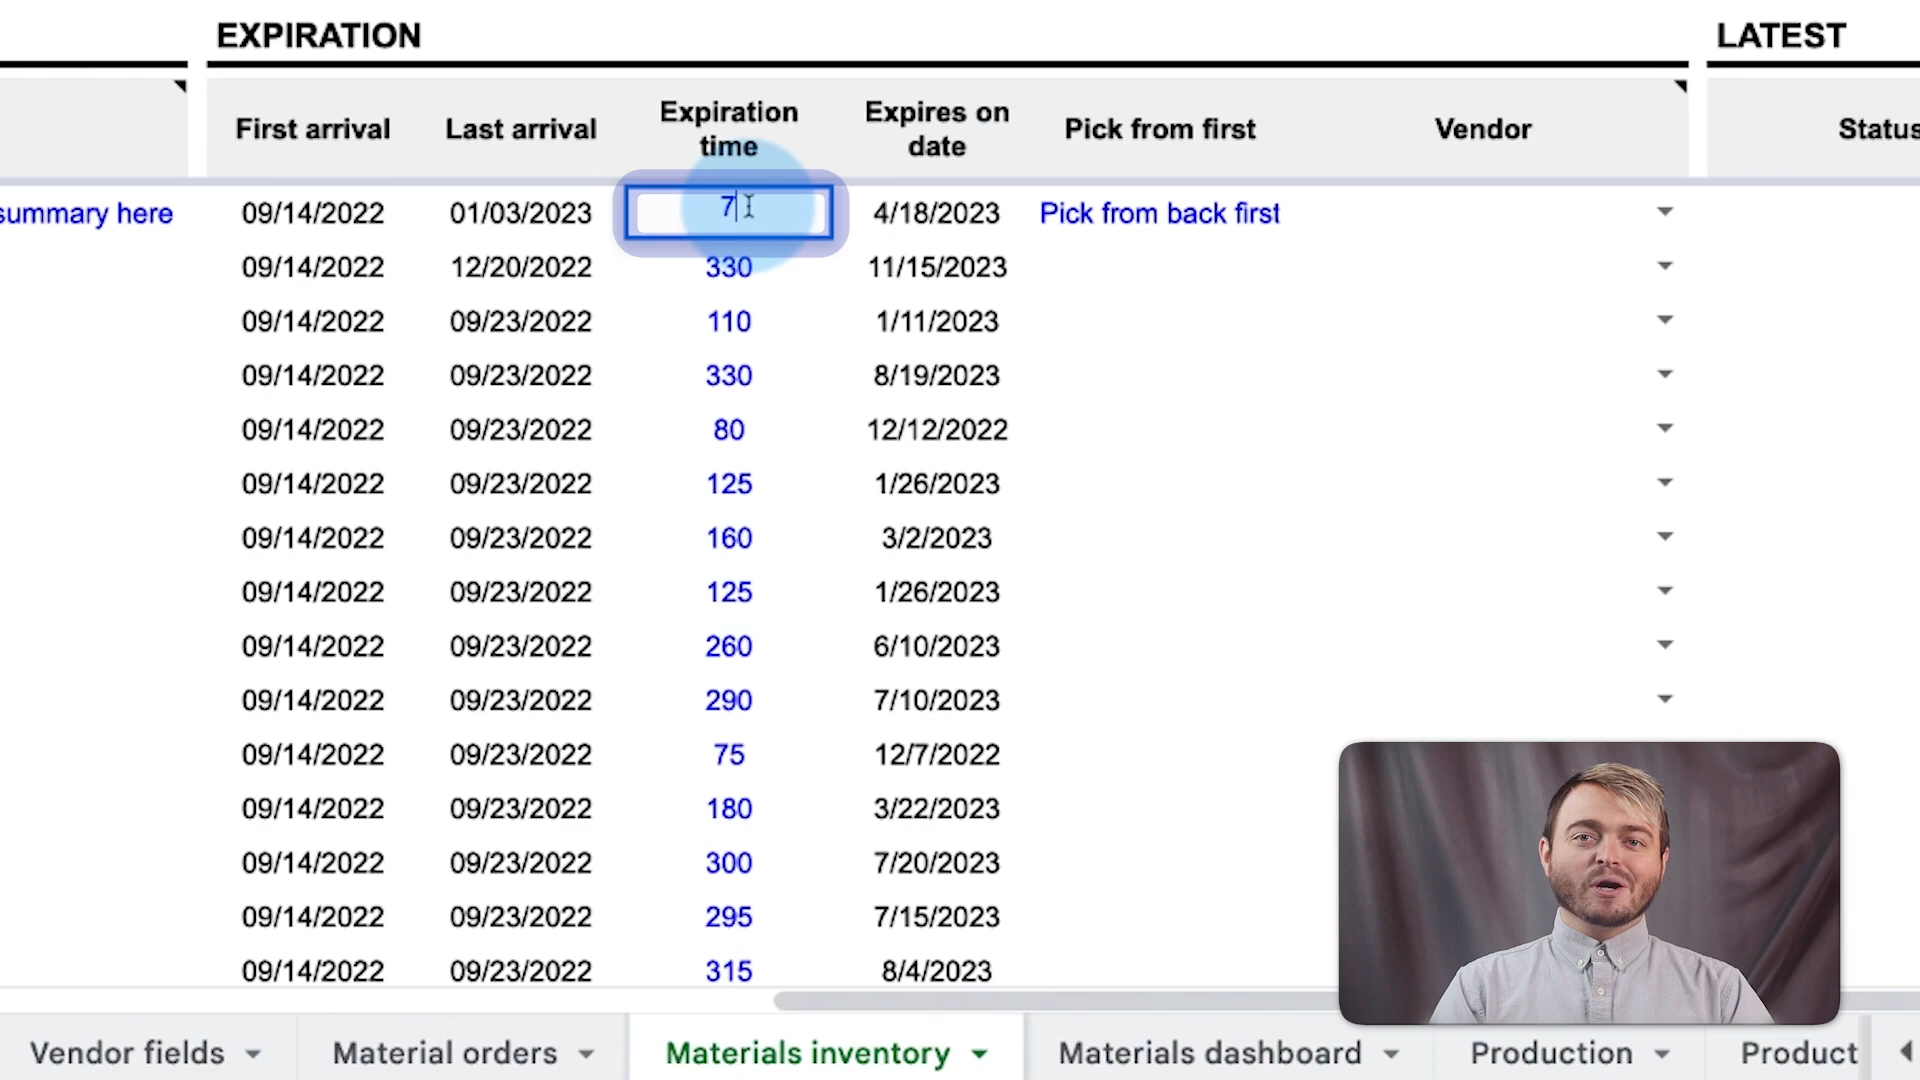 EXPIRATION LATEST
First arrival Last arrival Expiration time Expires on date Pick from first Vendor Status
summary here 09/14/2022 01/03/2023 7 4/18/2023 Pick from back first
09/14/2022 12/20/2022 330 11/15/2023
09/14/2022 09/23/2022 110 1/11/2023
09/14/2022 09/23/2022 330 8/19/2023
09/14/2022 09/23/2022 80 12/12/2022
09/14/2022 09/23/2022 125 1/26/2023
09/14/2022 09/23/2022 160 3/2/2023
09/14/2022 09/23/2022 125 1/26/2023
09/14/2022 09/23/2022 260 6/10/2023
09/14/2022 09/23/2022 290 7/10/2023
09/14/2022 09/23/2022 75 12/7/2022
09/14/2022 09/23/2022 180 3/22/2023
09/14/2022 09/23/2022 300 7/20/2023
09/14/2022 09/23/2022 295 7/15/2023
09/14/2022 09/23/2022 315 8/4/2023
Vendor fields Material orders Materials inventory Materials dashboard Production Product